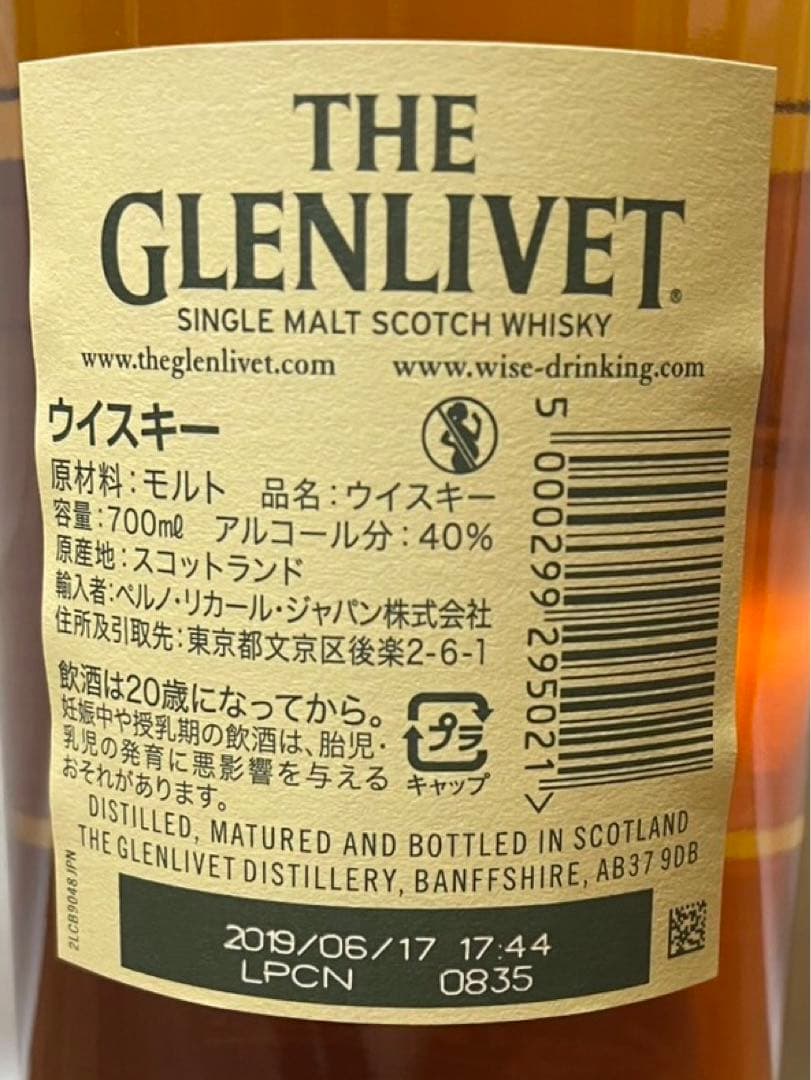 THE
GLENLIVET®
SINGLE MALT SCOTCH WHISKY
www.theglenlivet.com www.wise-drinking.com
ウイスキー
原材料:モルト 品名:ウイスキー
容量:700㎖ アルコール分:40%
原産地:スコットランド
輸入者:ペルノ・リカール・ジャパン株式会社
住所及引取先:東京都文京区後楽2-6-1
飲酒は20歳になってから。
妊娠中や授乳期の飲酒は、胎児・
乳児の発育に悪影響を与える
おそれがあります。
プラ
キャップ
5 000299 295021 >
DISTILLED, MATURED AND BOTTLED IN SCOTLAND
THE GLENLIVET DISTILLERY, BANFFSHIRE, AB37 9DB
2LCB9048 JPN
2019/06/17 17:44
LPCN 0835